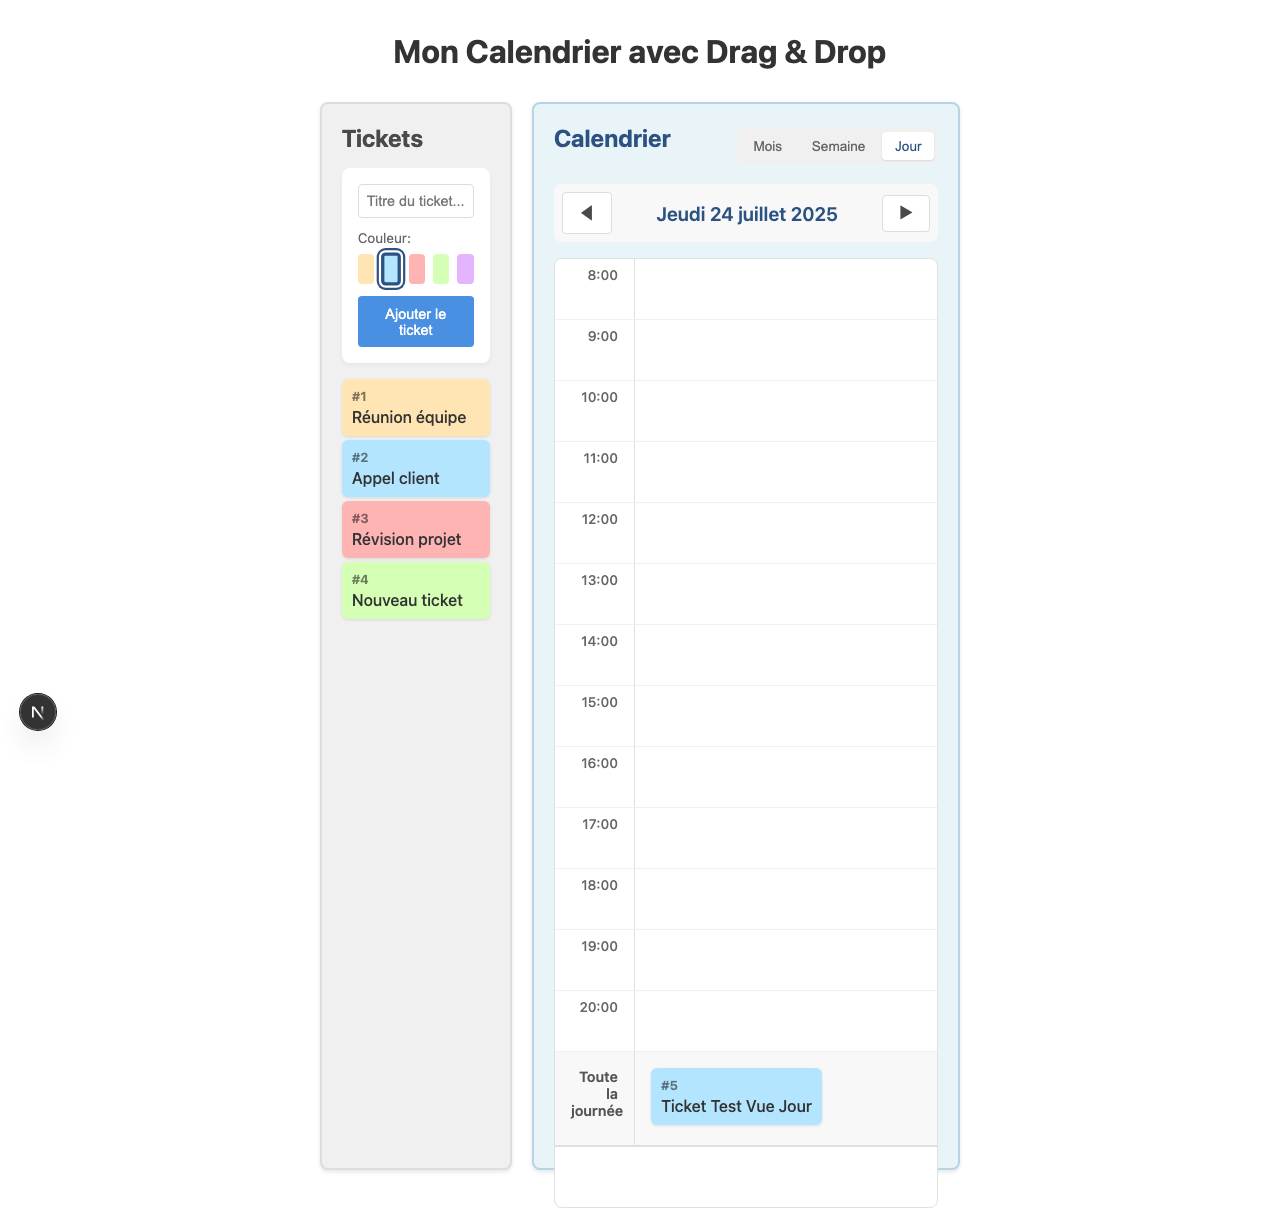 Mon Calendrier avec Drag & Drop
Tickets
Titre du ticket...
Couleur:
Ajouter le
ticket
#1
Réunion équipe
#2
Appel client
#3
Révision projet
#4
Nouveau ticket
N
Calendrier
Mois Semaine Jour
Jeudi 24 juillet 2025
8:00
9:00
10:00
11:00
12:00
13:00
14:00
15:00
16:00
17:00
18:00
19:00
20:00
Toute
la
journée
#5
Ticket Test Vue Jour